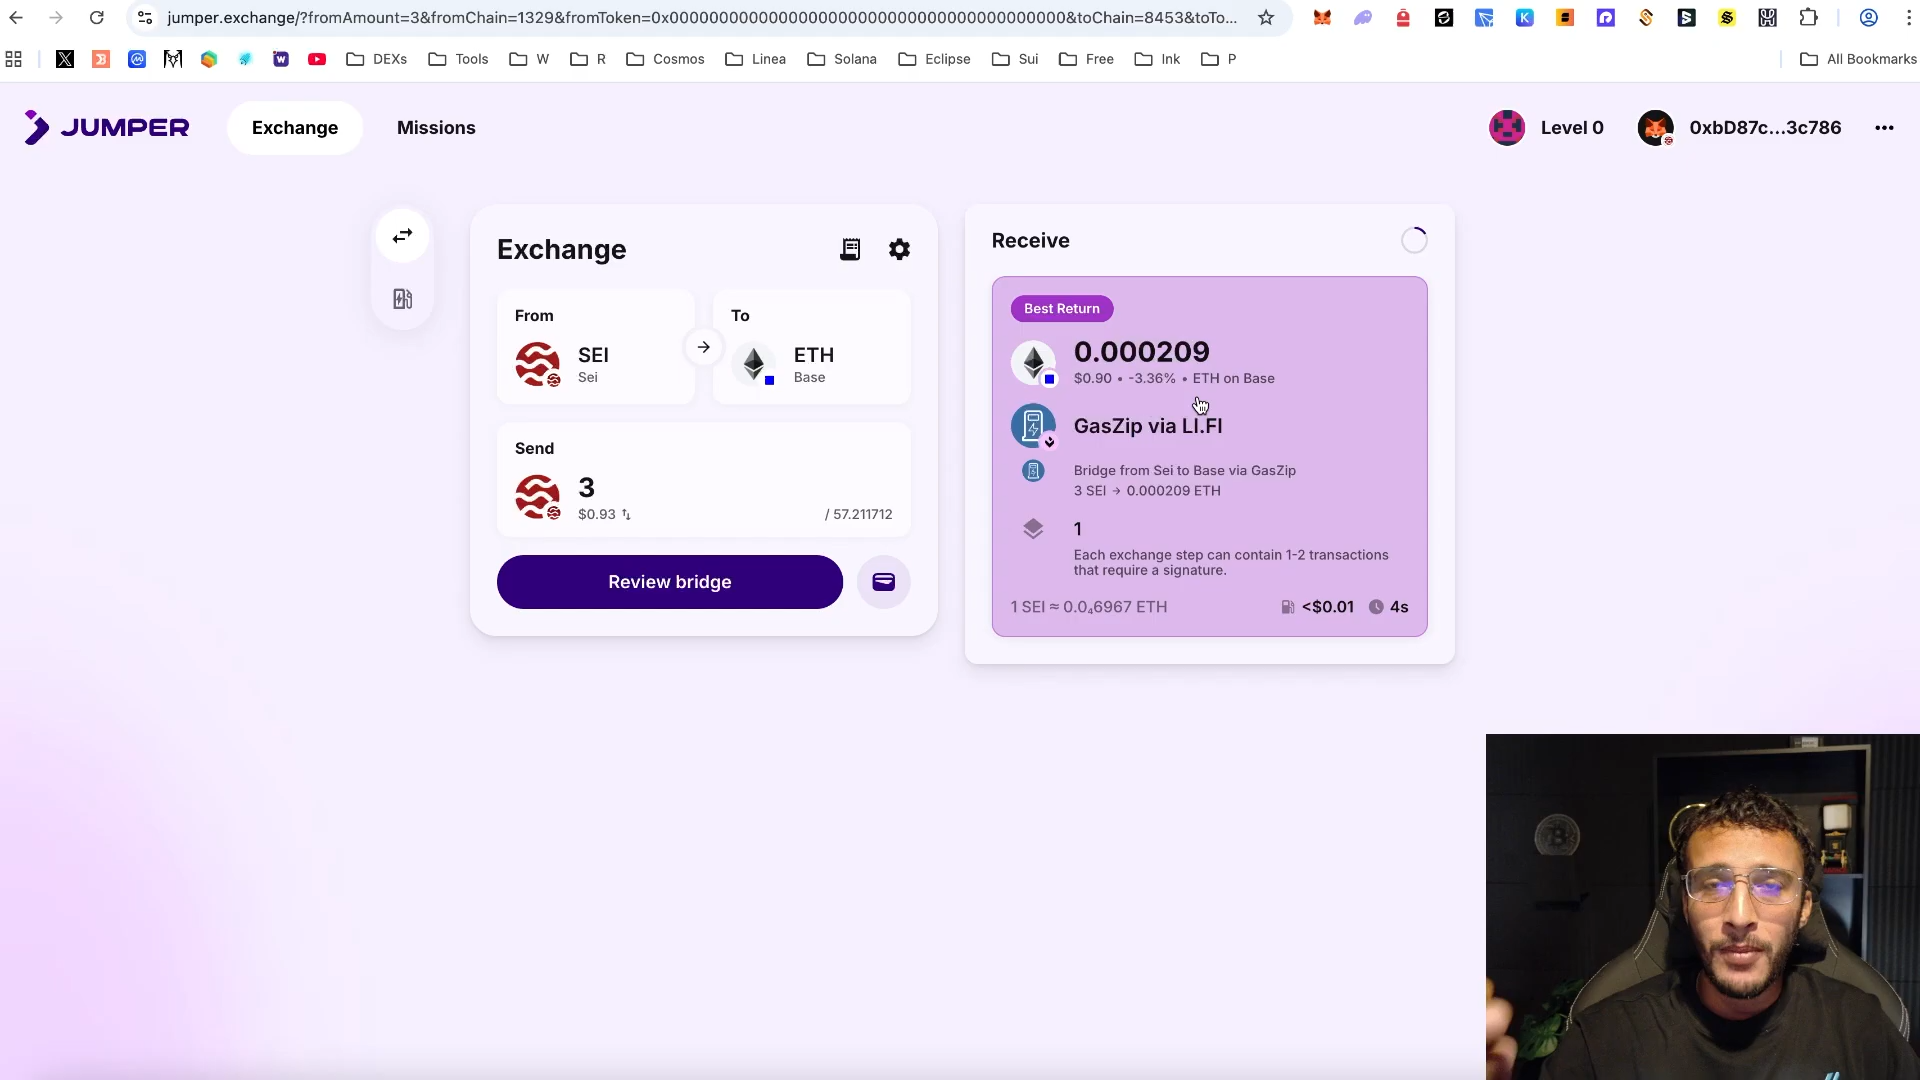 jumper.exchange/?fromAmount=3&fromChain=1329&fromToken=0x0000000000000000000000000000000000000000&toChain=8453&toTo...
DEXs
Tools
W
R
Cosmos
Linea
Solana
Eclipse
Sui
Free
Ink
P
All Bookmarks
JUMPER
Exchange
Missions
Level 0
0xbD87c...3c786
Exchange
From
SEI
Sei
To
ETH
Base
Send
3
$0.93
/ 57.211712
Review bridge
Receive
Best Return
0.000209
$0.90 • -3.36% • ETH on Base
GasZip via LI.FI
Bridge from Sei to Base via GasZip
3 SEI → 0.000209 ETH
1
Each exchange step can contain 1-2 transactions
that require a signature.
1 SEI ≈ 0.0₄6967 ETH
<$0.01
4s